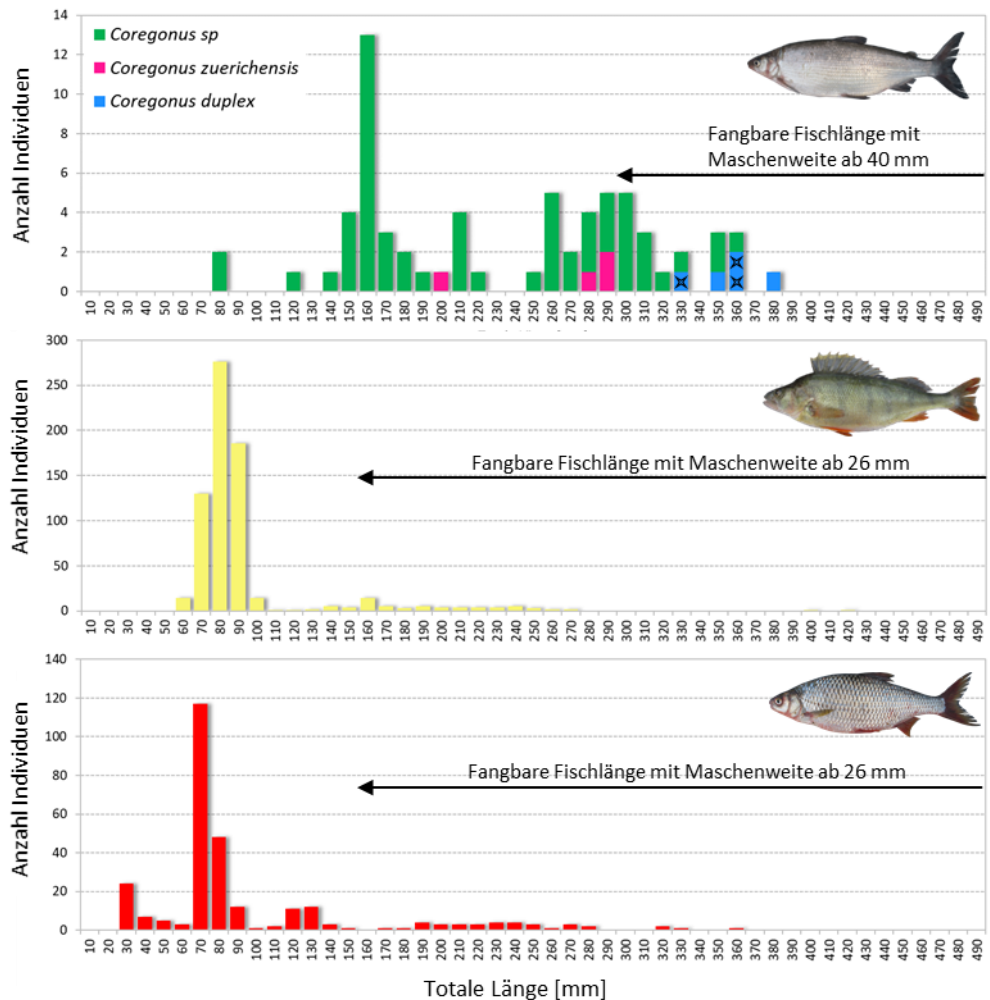 14
12
10
8
6
4
2
0
Anzahl Individuen
Coregonus sp
Coregonus zuerichensis
Coregonus duplex
Fangbare Fischlänge mit
Maschenweite ab 40 mm
10 20 30 40 50 60 70 80 90 100 110 120 130 140 150 160 170 180 190 200 210 220 230 240 250 260 270 280 290 300 310 320 330 340 350 360 370 380 390 400 410 420 430 440 450 460 470 480 490
300
250
200
150
100
50
0
Anzahl Individuen
Fangbare Fischlänge mit Maschenweite ab 26 mm
10 20 30 40 50 60 70 80 90 100 110 120 130 140 150 160 170 180 190 200 210 220 230 240 250 260 270 280 290 300 310 320 330 340 350 360 370 380 390 400 410 420 430 440 450 460 470 480 490
140
120
100
80
60
40
20
0
Anzahl Individuen
Fangbare Fischlänge mit Maschenweite ab 26 mm
10 20 30 40 50 60 70 80 90 100 110 120 130 140 150 160 170 180 190 200 210 220 230 240 250 260 270 280 290 300 310 320 330 340 350 360 370 380 390 400 410 420 430 440 450 460 470 480 490
Totale Länge [mm]